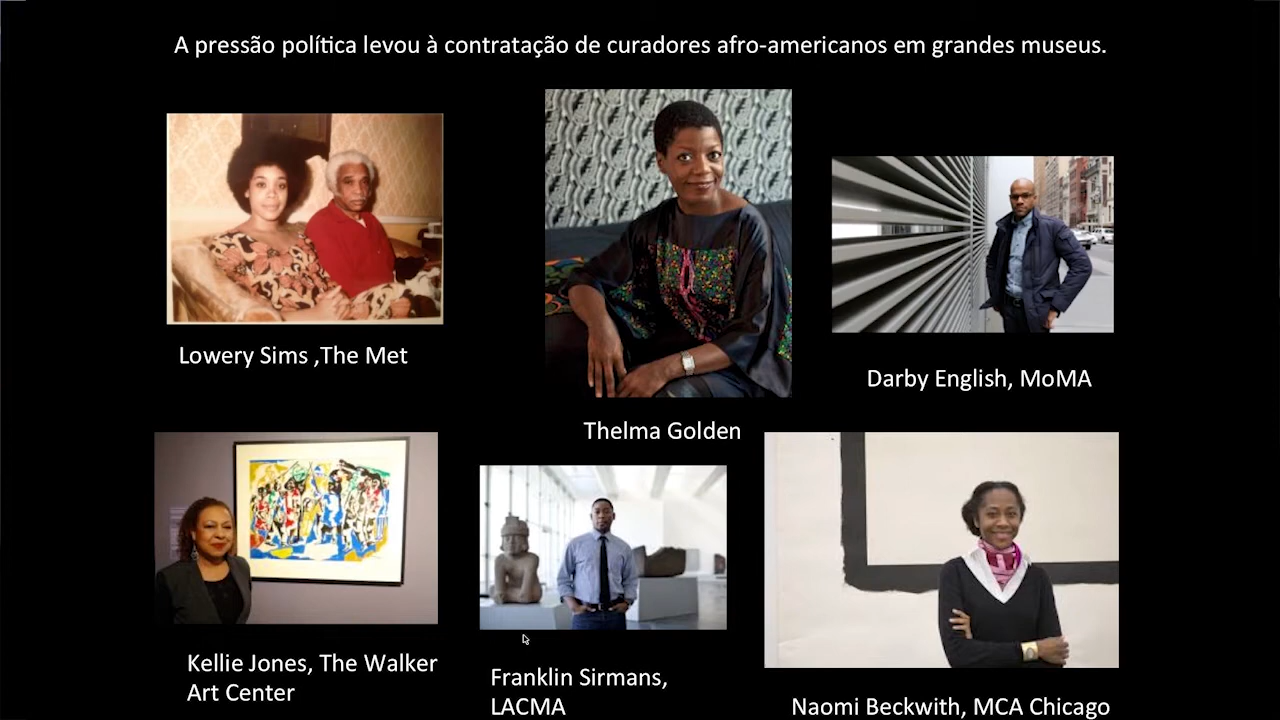 A pressão política levou à contratação de curadores afro-americanos em grandes museus.
Lowery Sims ,The Met
Thelma Golden
Darby English, MoMA
Kellie Jones, The Walker
Art Center
Franklin Sirmans,
LACMA
Naomi Beckwith, MCA Chicago